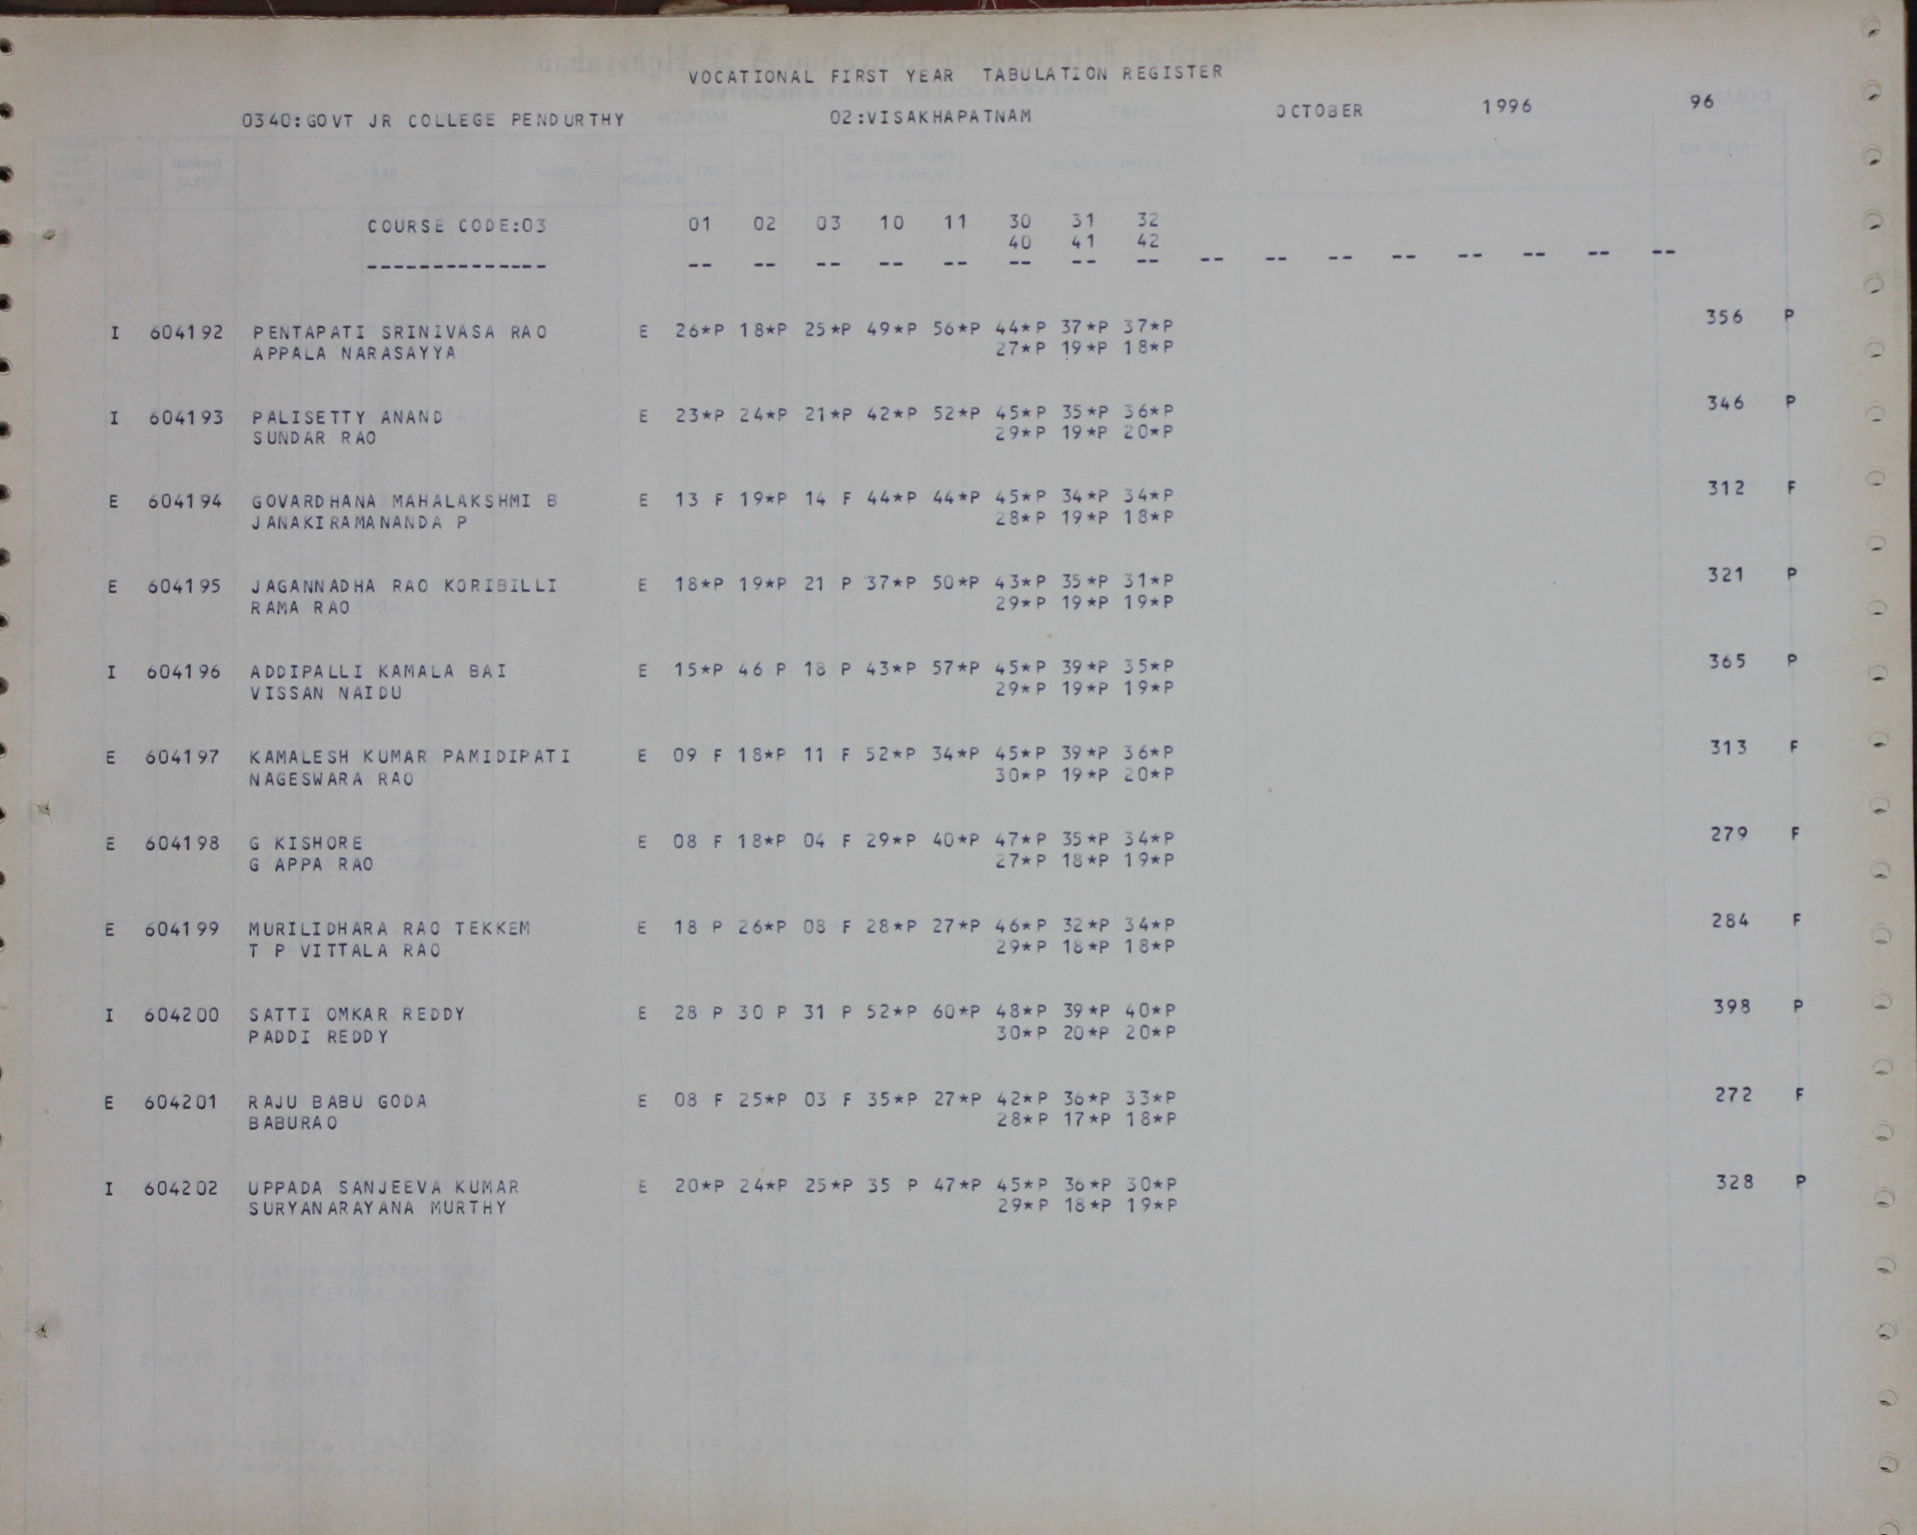 VOCATIONAL FIRST YEAR TABULATION REGISTER
0340:GOVT JR COLLEGE PENDURTHY 02:VISAKHAPATNAM OCTOBER 1996 96
COURSE CODE:03 01 02 03 10 11 30 31 32
40 41 42
-------------- -- -- -- -- -- -- -- -- -- -- -- -- -- -- -- --
I 604192 PENTAPATI SRINIVASA RAO E 26*P 18*P 25*P 49*P 56*P 44*P 37*P 37*P 356 P
APPALA NARASAYYA 27*P 19*P 18*P
I 604193 PALISETTY ANAND E 23*P 24*P 21*P 42*P 52*P 45*P 35*P 36*P 346 P
SUNDAR RAO 29*P 19*P 20*P
E 604194 GOVARDHANA MAHALAKSHMI B E 13 F 19*P 14 F 44*P 44*P 45*P 34*P 34*P 312 F
JANAKIRAMANANDA P 28*P 19*P 18*P
E 604195 JAGANNADHA RAO KORIBILLI E 18*P 19*P 21 P 37*P 50*P 43*P 35*P 31*P 321 P
RAMA RAO 29*P 19*P 19*P
I 604196 ADDIPALLI KAMALA BAI E 15*P 46 P 18 P 43*P 57*P 45*P 39*P 35*P 365 P
VISSAN NAIDU 29*P 19*P 19*P
E 604197 KAMALESH KUMAR PAMIDIPATI E 09 F 18*P 11 F 52*P 34*P 45*P 39*P 36*P 313 F
NAGESWARA RAO 30*P 19*P 20*P
E 604198 G KISHORE E 08 F 18*P 04 F 29*P 40*P 47*P 35*P 34*P 279 F
G APPA RAO 27*P 18*P 19*P
E 604199 MURILIDHARA RAO TEKKEM E 18 P 26*P 08 F 28*P 27*P 46*P 32*P 34*P 284 F
T P VITTALA RAO 29*P 18*P 18*P
I 604200 SATTI OMKAR REDDY E 28 P 30 P 31 P 52*P 60*P 48*P 39*P 40*P 398 P
PADDI REDDY 30*P 20*P 20*P
E 604201 RAJU BABU GODA E 08 F 25*P 03 F 35*P 27*P 42*P 36*P 33*P 272 F
BABURAO 28*P 17*P 18*P
I 604202 UPPADA SANJEEVA KUMAR E 20*P 24*P 25*P 35 P 47*P 45*P 36*P 30*P 328 P
SURYANARAYANA MURTHY 29*P 18*P 19*P